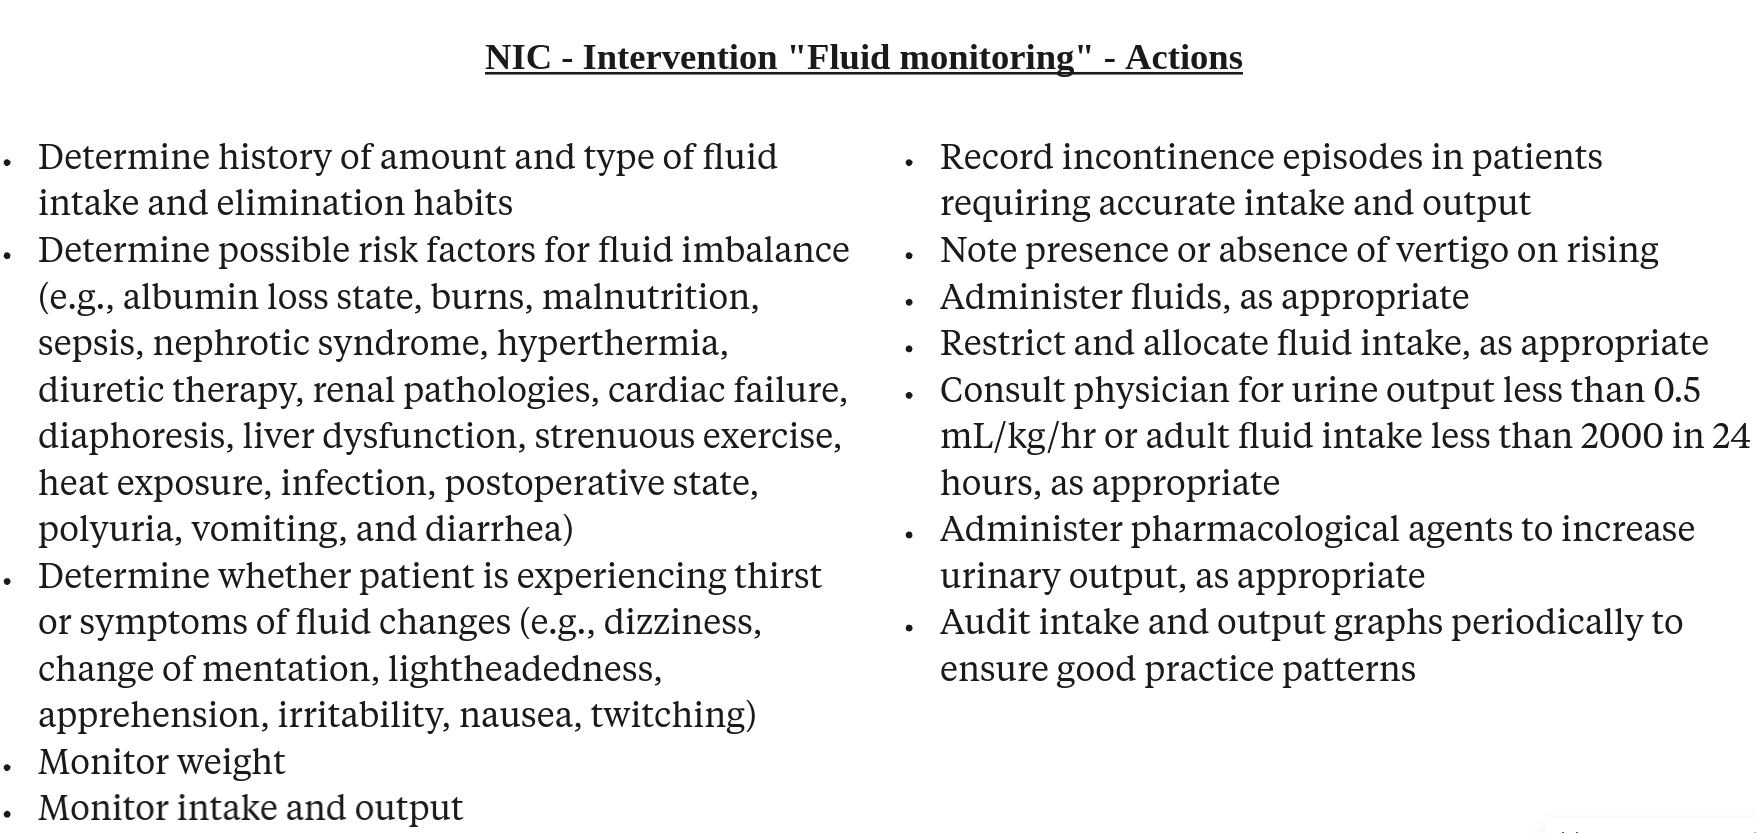 NIC - Intervention "Fluid monitoring" - Actions
Determine history of amount and type of fluid
intake and elimination habits
Determine possible risk factors for fluid imbalance
(e.g., albumin loss state, burns, malnutrition,
sepsis, nephrotic syndrome, hyperthermia,
diuretic therapy, renal pathologies, cardiac failure,
diaphoresis, liver dysfunction, strenuous exercise,
heat exposure, infection, postoperative state,
polyuria, vomiting, and diarrhea)
Determine whether patient is experiencing thirst
or symptoms of fluid changes (e.g., dizziness,
change of mentation, lightheadedness,
apprehension, irritability, nausea, twitching)
Monitor weight
Monitor intake and output
Record incontinence episodes in patients
requiring accurate intake and output
Note presence or absence of vertigo on rising
Administer fluids, as appropriate
Restrict and allocate fluid intake, as appropriate
Consult physician for urine output less than 0.5
mL/kg/hr or adult fluid intake less than 2000 in 24
hours, as appropriate
Administer pharmacological agents to increase
urinary output, as appropriate
Audit intake and output graphs periodically to
ensure good practice patterns